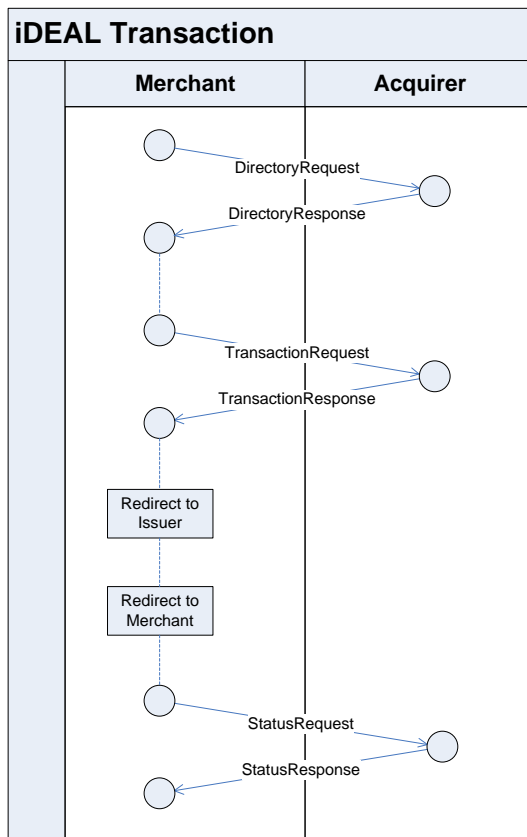 iDEAL Transaction
Merchant
Acquirer
DirectoryRequest
DirectoryResponse
TransactionRequest
TransactionResponse
Redirect to
Issuer
Redirect to
Merchant
StatusRequest
StatusResponse